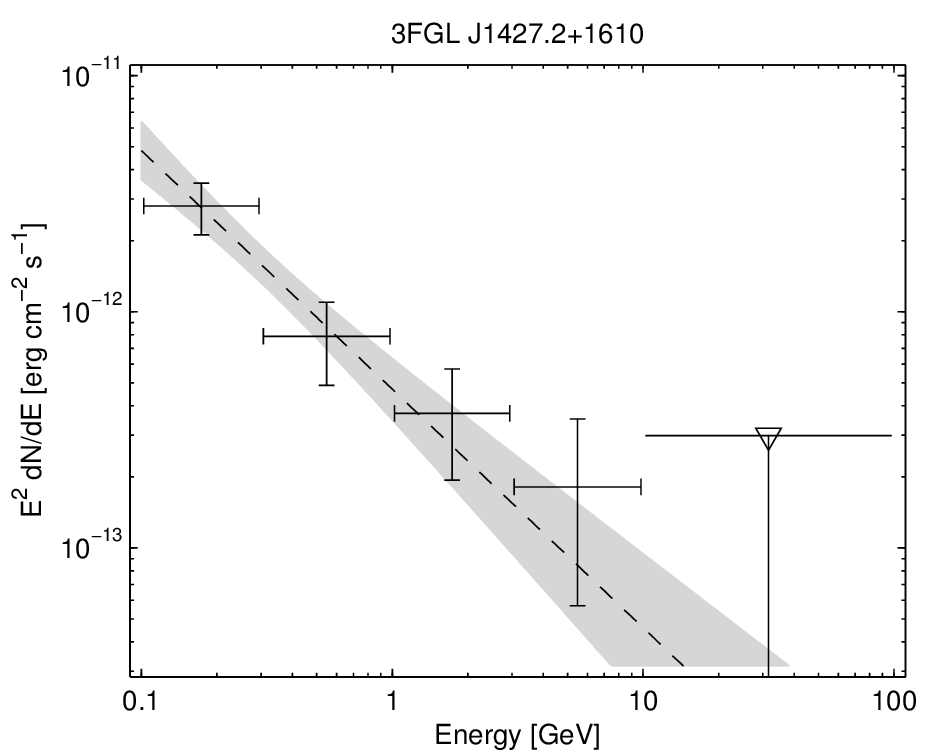 3FGL J1427.2+1610
10⁻¹¹
10⁻¹²
10⁻¹³
E² dN/dE [erg cm⁻² s⁻¹]
0.1 1 10 100
Energy [GeV]